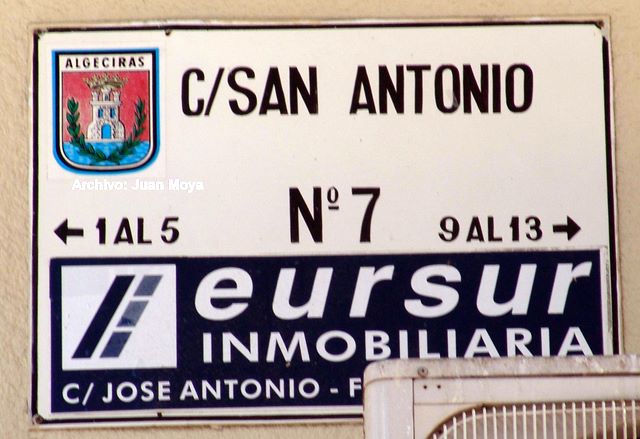 ALGECIRAS
C/SAN ANTONIO
Archivo: Juan Moya
Nº 7
← 1 AL 5
9 AL 13 →
eursur
INMOBILIARIA
C/ JOSE ANTONIO - F